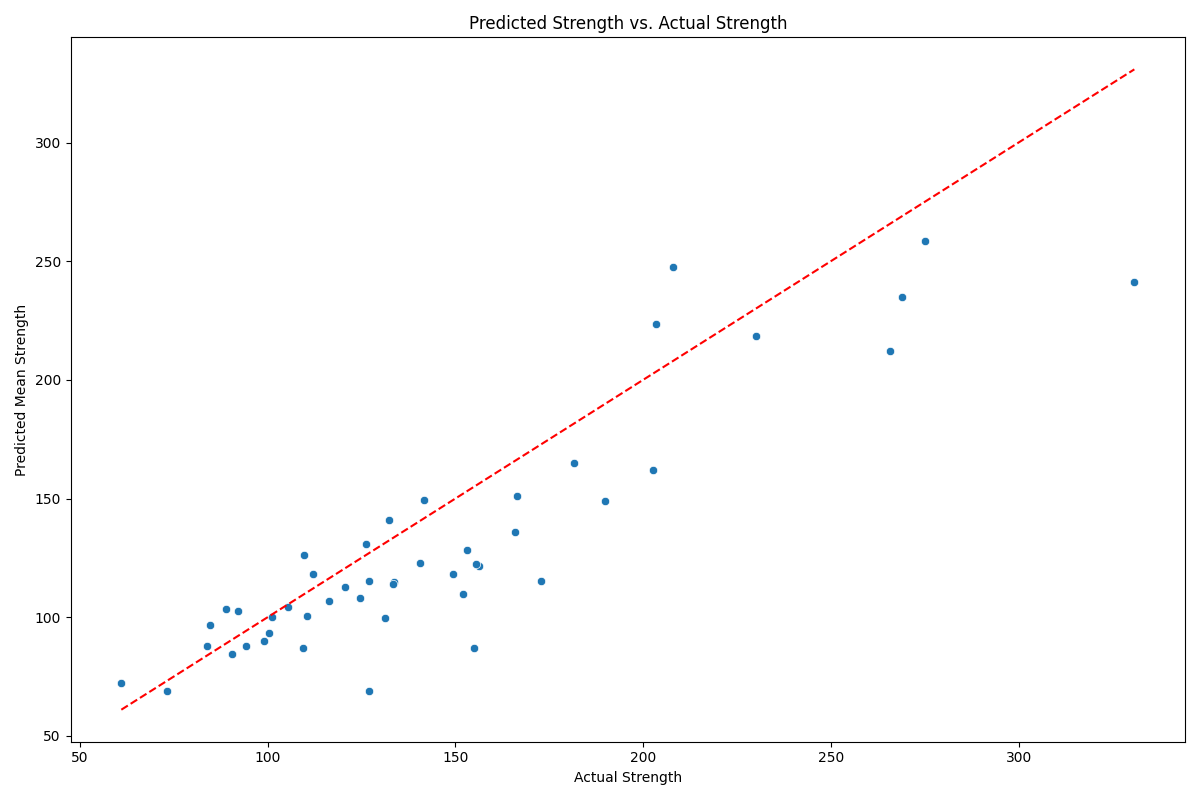 Predicted Strength vs. Actual Strength
300
250
200
150
100
50
Predicted Mean Strength
50 100 150 200 250 300
Actual Strength